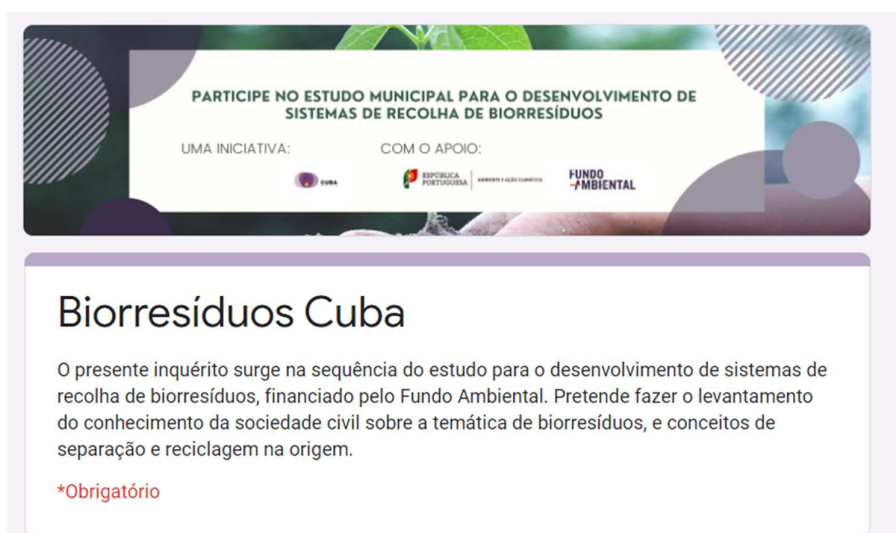 PARTICIPE NO ESTUDO MUNICIPAL PARA O DESENVOLVIMENTO DE
SISTEMAS DE RECOLHA DE BIORRESÍDUOS
UMA INICIATIVA:
COM O APOIO:
CUBA
REPÚBLICA
PORTUGUESA
AMBIENTE E AÇÃO CLIMÁTICA
FUNDO
AMBIENTAL
Biorresíduos Cuba
O presente inquérito surge na sequência do estudo para o desenvolvimento de sistemas de
recolha de biorresíduos, financiado pelo Fundo Ambiental. Pretende fazer o levantamento
do conhecimento da sociedade civil sobre a temática de biorresíduos, e conceitos de
separação e reciclagem na origem.
*Obrigatório